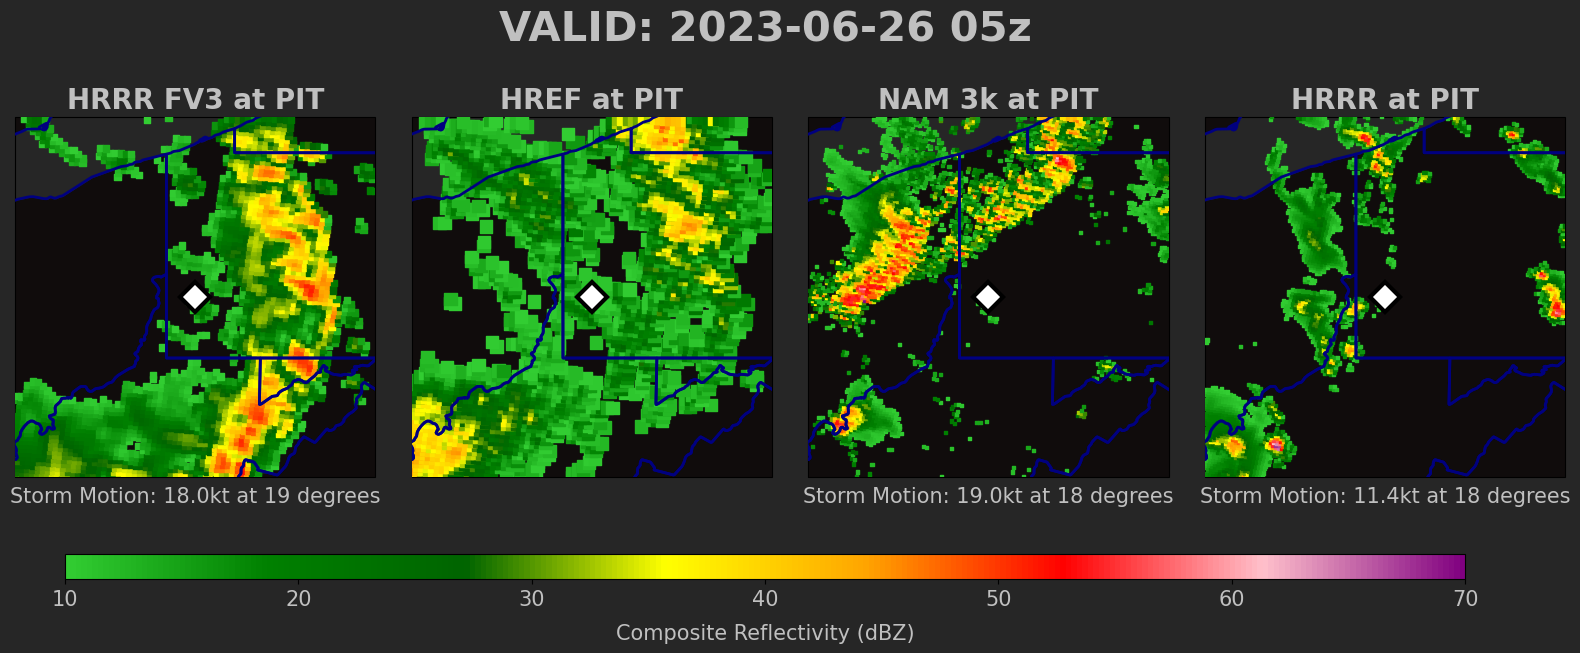 VALID: 2023-06-26 05z
HRRR FV3 at PIT
HREF at PIT
NAM 3k at PIT
HRRR at PIT
Storm Motion: 18.0kt at 19 degrees
Storm Motion: 19.0kt at 18 degrees
Storm Motion: 11.4kt at 18 degrees
10 20 30 40 50 60 70
Composite Reflectivity (dBZ)